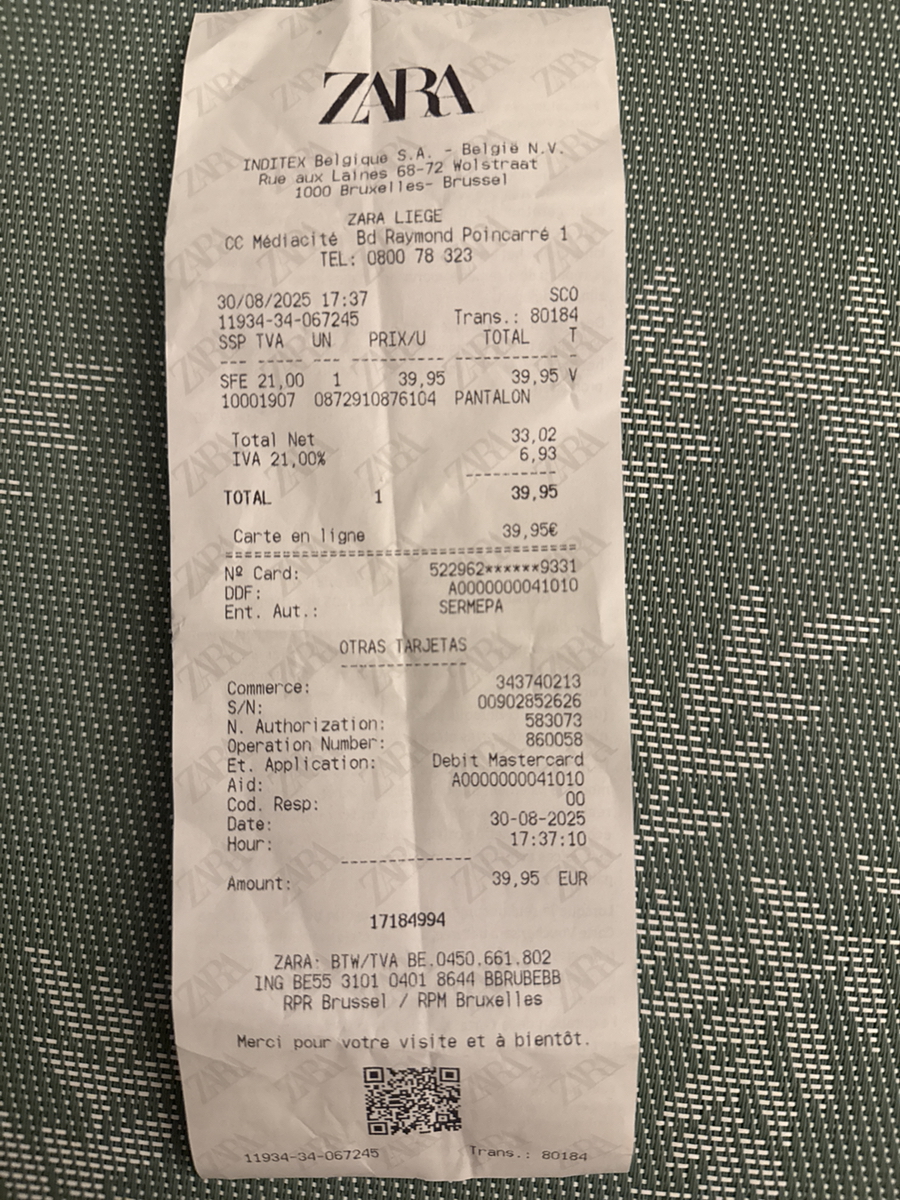 ZARA
INDITEX Belgique S.A. - België N.V.
Rue aux Laines 68-72 Wolstraat
1000 Bruxelles- Brussel
ZARA LIEGE
CC Médiacité Bd Raymond Poincarré 1
TEL: 0800 78 323
30/08/2025 17:37 SCO
11934-34-067245 Trans.: 80184
SSP TVA UN PRIX/U TOTAL T
--- ----- --- ---------- ----------- -
SFE 21,00 1 39,95 39,95 V
10001907 0872910876104 PANTALON
Total Net 33,02
IVA 21,00% 6,93
----------
TOTAL 1 39,95
Carte en ligne 39,95€
========================================
Nº Card: 522962******9331
DDF: A0000000041010
Ent. Aut.: SERMEPA
OTRAS TARJETAS
--------------
Commerce: 343740213
S/N: 00902852626
N. Authorization: 583073
Operation Number: 860058
Et. Application: Debit Mastercard
Aid: A0000000041010
Cod. Resp: 00
Date: 30-08-2025
Hour: 17:37:10
--------------
Amount: 39,95 EUR
17184994
ZARA: BTW/TVA BE.0450.661.802
ING BE55 3101 0401 8644 BBRUBEBB
RPR Brussel / RPM Bruxelles
Merci pour votre visite et à bientôt.
11934-34-067245 Trans.: 80184